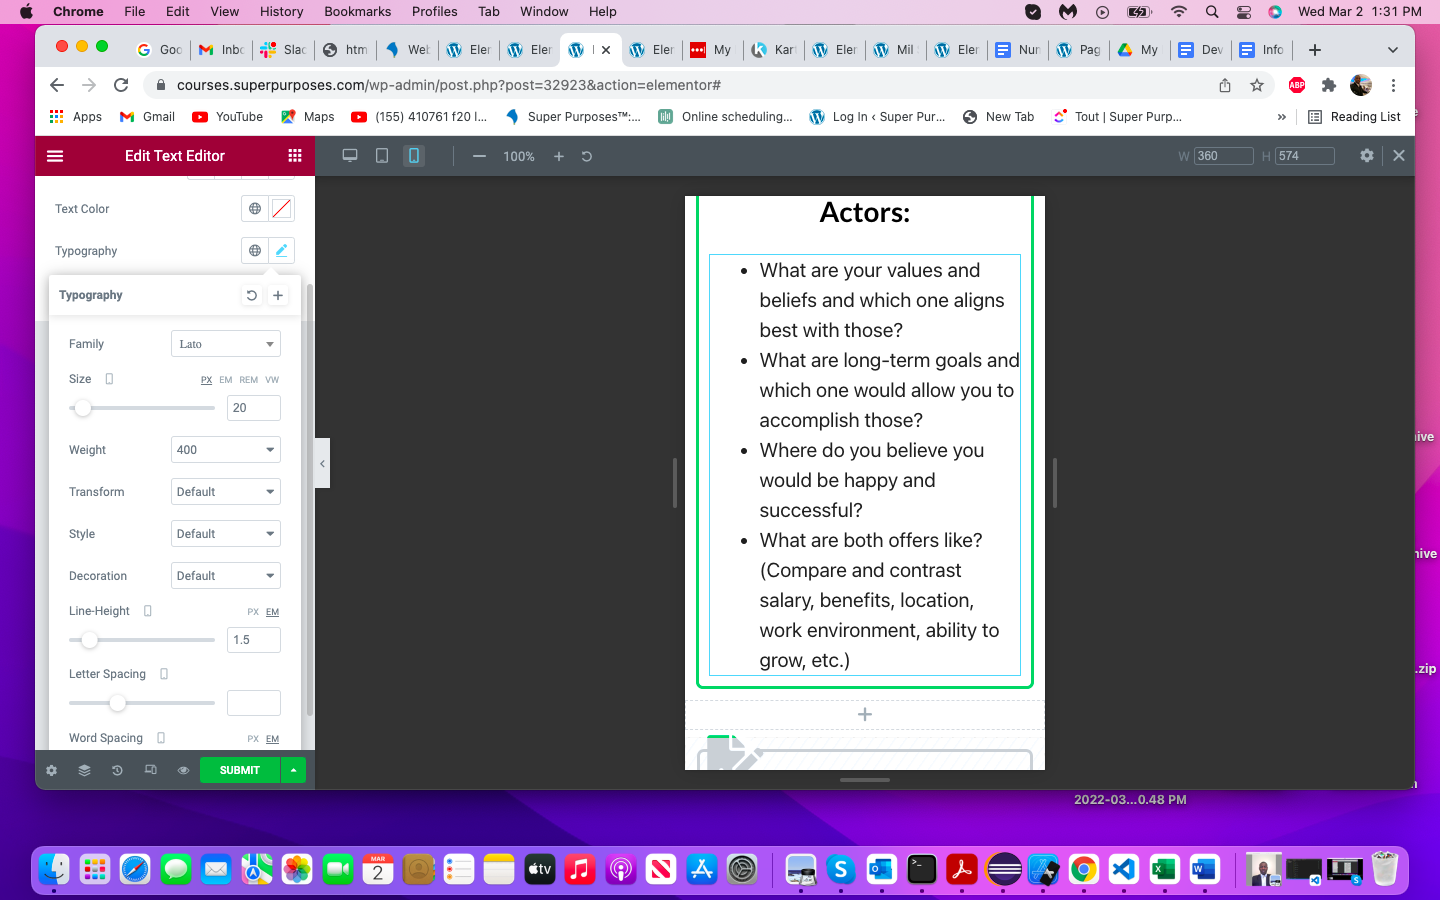 Chrome File Edit View History Bookmarks Profiles Tab Window Help Wed Mar 2 1:31 PM
Goo Inbo Slac htm Web Eler Eler Eler My Kar Eler Mil Eler Nun Pag My Dev Info
courses.superpurposes.com/wp-admin/post.php?post=32923&action=elementor#
ABP
Apps Gmail YouTube Maps (155) 410761 f20 I... Super Purposes™:... Online scheduling... Log In ‹ Super Pur... New Tab Tout | Super Purp... » Reading List
Edit Text Editor
100%
W 360 H 574
Text Color
Typography
Typography
Family Lato
Size PX EM REM VW
20
Weight 400
Transform Default
Style Default
Decoration Default
Line-Height PX EM
1.5
Letter Spacing
Word Spacing PX EM
SUBMIT
Actors:
• What are your values and
beliefs and which one aligns
best with those?
• What are long-term goals and
which one would allow you to
accomplish those?
• Where do you believe you
would be happy and
successful?
• What are both offers like?
(Compare and contrast
salary, benefits, location,
work environment, ability to
grow, etc.)
ive
hive
.zip
2022-03...0.48 PM
MAR
2
tv